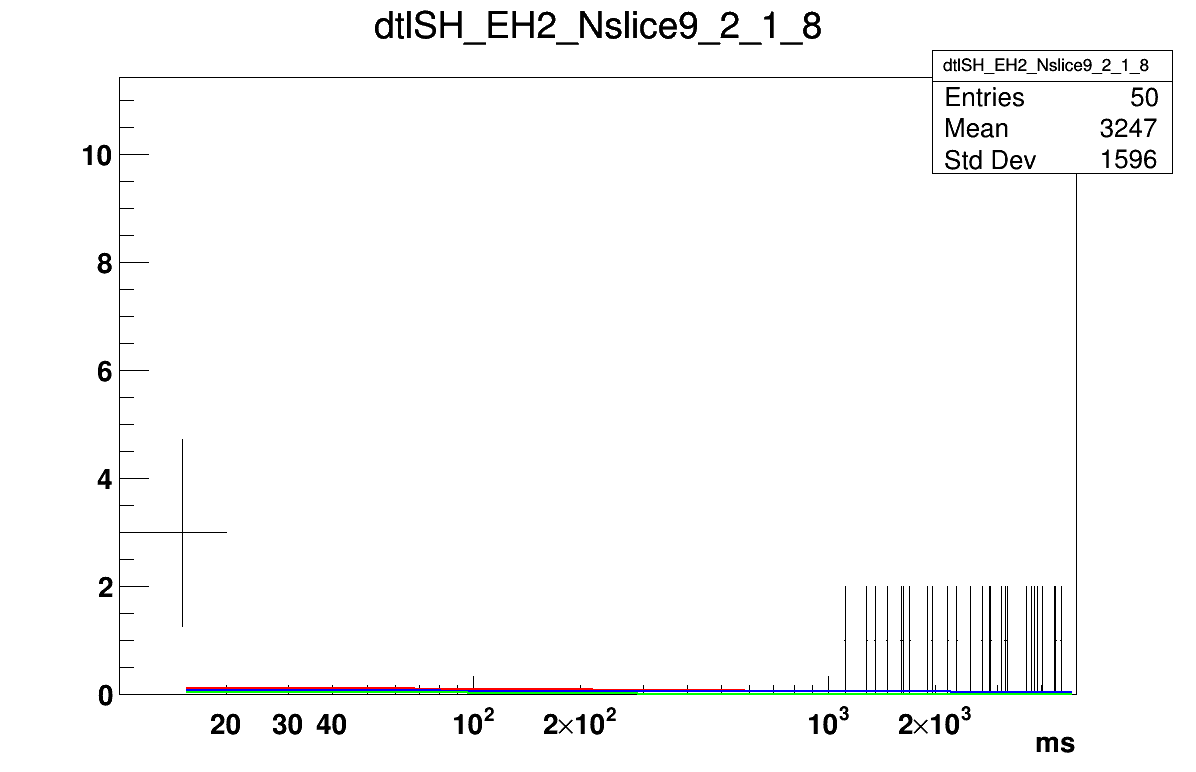 dtISH_EH2_Nslice9_2_1_8
dtISH_EH2_Nslice9_2_1_8
Entries 50
Mean 3247
Std Dev 1596
10
8
6
4
2
0
20 30 40 10² 2×10² 10³ 2×10³
ms